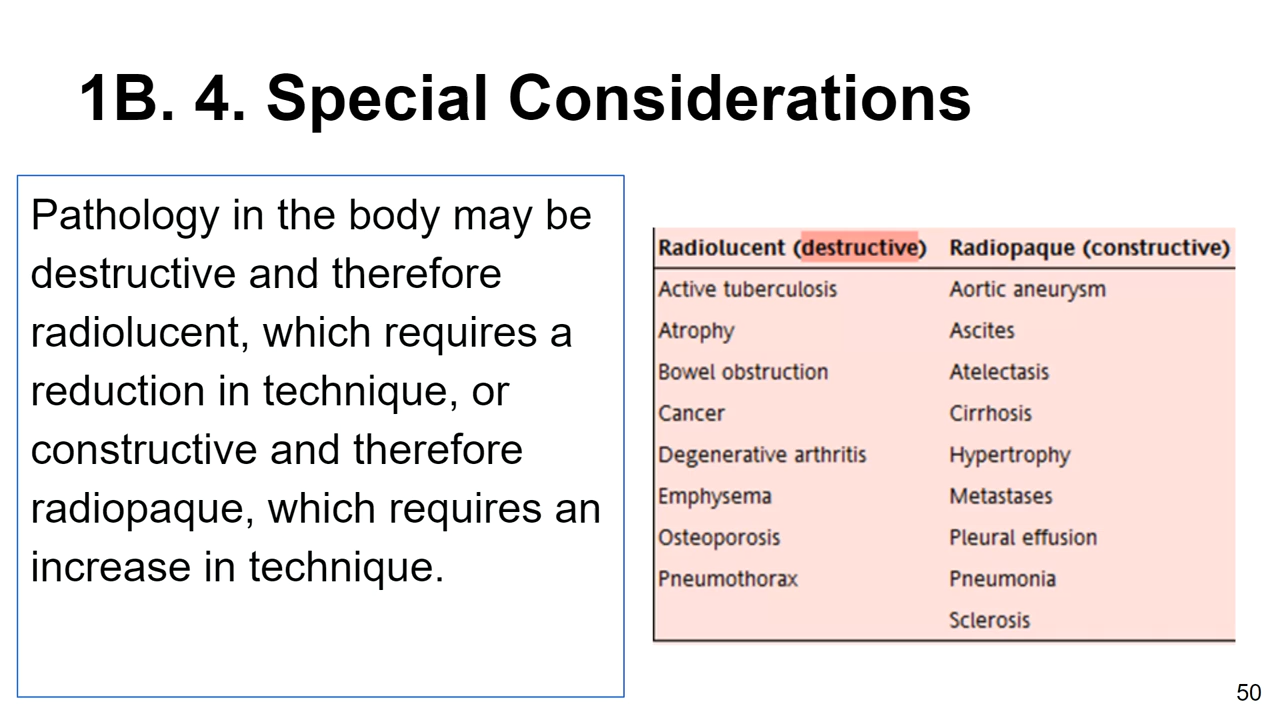 1B. 4. Special Considerations
Pathology in the body may be
destructive and therefore
radiolucent, which requires a
reduction in technique, or
constructive and therefore
radiopaque, which requires an
increase in technique.
Radiolucent (destructive) Radiopaque (constructive)
Active tuberculosis Aortic aneurysm
Atrophy Ascites
Bowel obstruction Atelectasis
Cancer Cirrhosis
Degenerative arthritis Hypertrophy
Emphysema Metastases
Osteoporosis Pleural effusion
Pneumothorax Pneumonia
Sclerosis
50